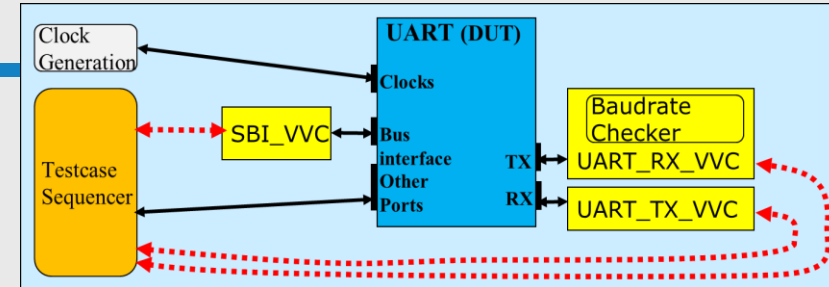 Clock
Generation
UART (DUT)
Clocks
Testcase
Sequencer
SBI_VVC
Bus
interface
Other
Ports
TX
RX
Baudrate
Checker
UART_RX_VVC
UART_TX_VVC